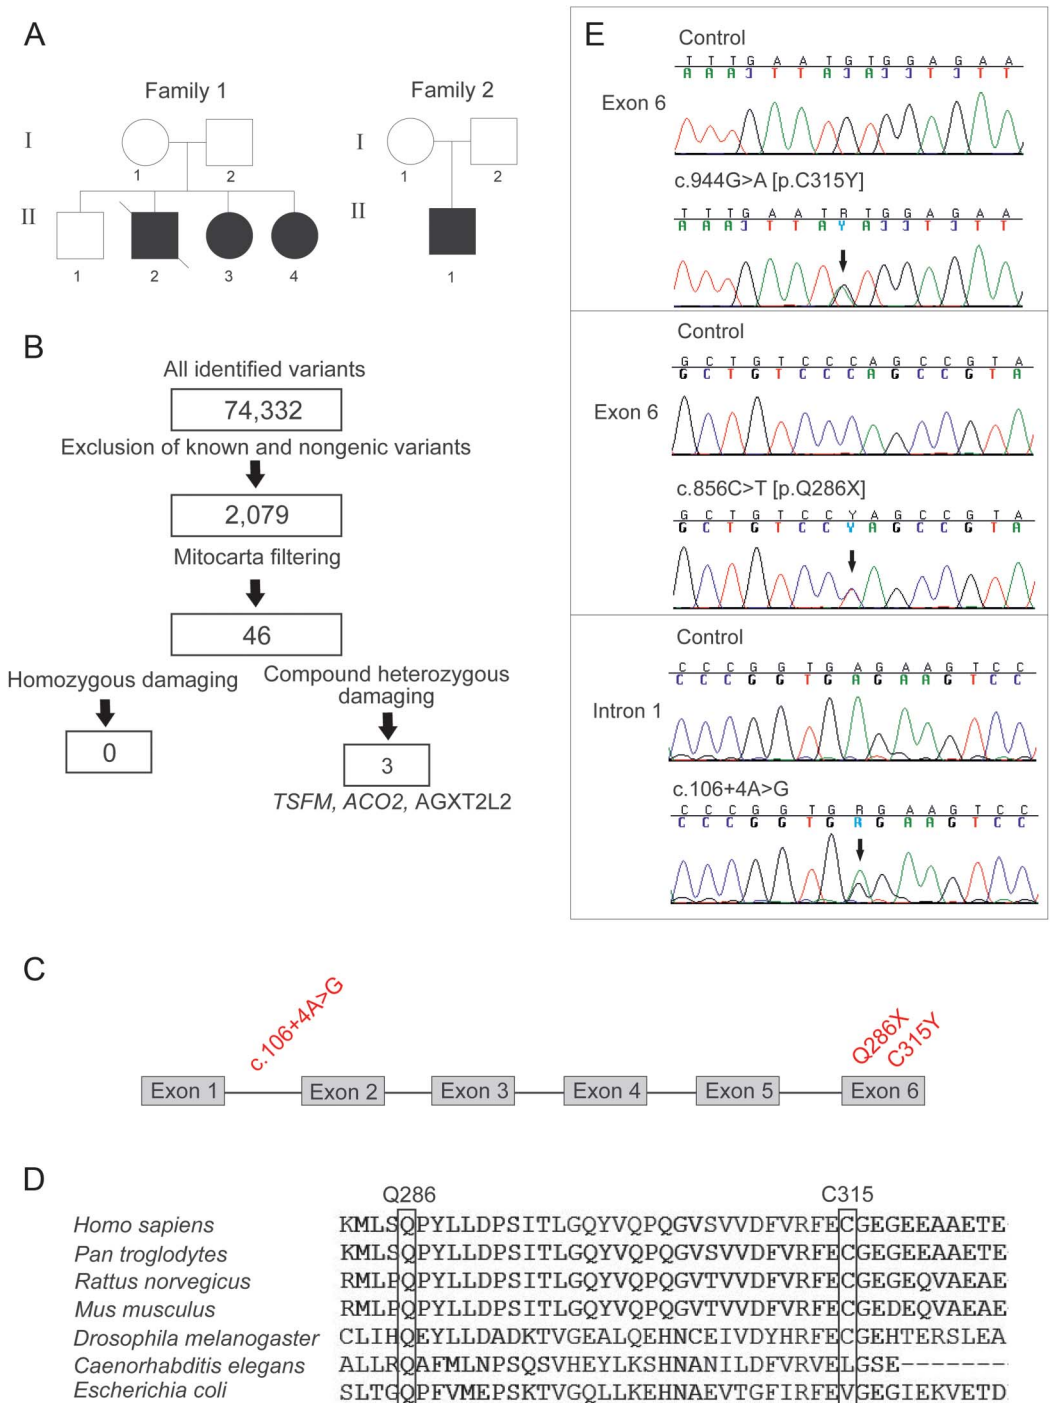 A
Family 1
Family 2
I
1
2
I
1
2
II
1
2
3
4
II
1
B
All identified variants
74,332
Exclusion of known and nongenic variants
2,079
Mitocarta filtering
46
Homozygous damaging
0
Compound heterozygous
damaging
3
TSFM, ACO2, AGXT2L2
E
Control
T T T G A A T G T G G A G A A
Exon 6
c.944G>A [p.C315Y]
T T T G A A T R T G G A G A A
Control
G C T G T C C C A G C C G T A
G C T G T C C C A G C C G T A
Exon 6
c.856C>T [p.Q286X]
G C T G T C C Y A G C C G T A
G C T G T C C Y A G C C G T A
Control
C C C G G T G A G A A G T C C
C C C G G T G A G A A G T C C
Intron 1
c.106+4A>G
C C C G G T G R G A A G T C C
C C C G G T G R G A A G T C C
C
c.106+4A>G
Q286X
C315Y
Exon 1
Exon 2
Exon 3
Exon 4
Exon 5
Exon 6
D
Q286
C315
Homo sapiens KMLSQPYLLDPSITLGQYVQPQGVSVVDFVRFECGEGEEAAETE
Pan troglodytes KMLSQPYLLDPSITLGQYVQPQGVSVVDFVRFECGEGEEAAETE
Rattus norvegicus RMLPQPYLLDPSITLGQYVQPQGVTVVDFVRFECGEGEQVAEAE
Mus musculus RMLPQPYLLDPSITLGQYVQPQGVTVVDFVRFECGEDEQVAEAE
Drosophila melanogaster CLIHQEYLLDADKTVGEALQEHNCEIVDYHRFECGEHTERSLEA
Caenorhabditis elegans ALLRQAFMLNPSQSVHEYLKSHNANILDFVRVELGSE-------
Escherichia coli SLTGQPFVMEPSKTVGQLLKEHNAEVTGFIRFEVGEGIEKVETD